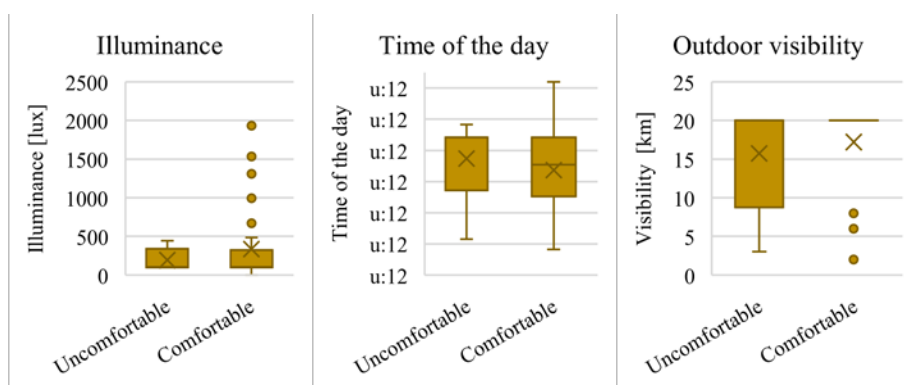 Illuminance
Illuminance [lux]
2500
2000
1500
1000
500
0
Uncomfortable
Comfortable
Time of the day
Time of the day
u:12
u:12
u:12
u:12
u:12
u:12
u:12
Uncomfortable
Comfortable
Outdoor visibility
Visibility [km]
25
20
15
10
5
0
Uncomfortable
Comfortable